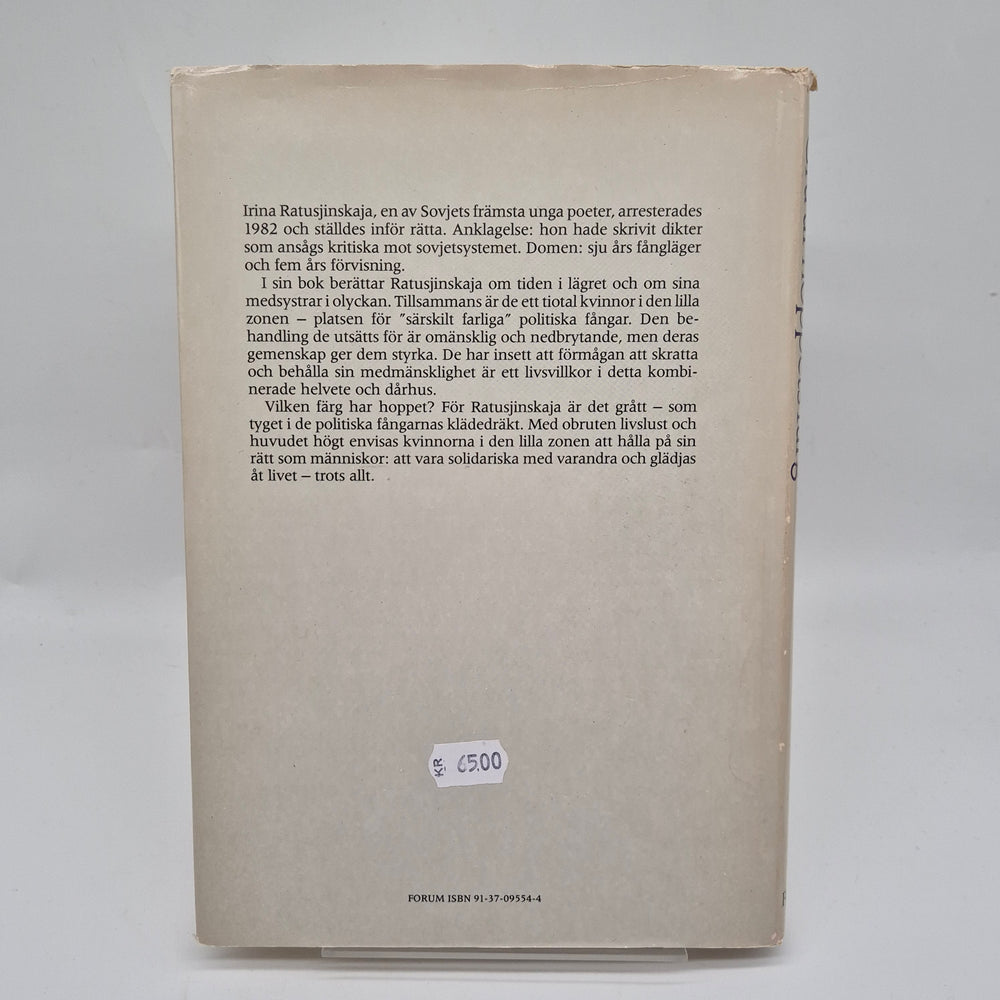 Irina Ratusjinskaja, en av Sovjets främsta unga poeter, arresterades
1982 och ställdes inför rätta. Anklagelse: hon hade skrivit dikter
som ansågs kritiska mot sovjetsystemet. Domen: sju års fångläger
och fem års förvisning.
I sin bok berättar Ratusjinskaja om tiden i lägret och om sina
medsystrar i olyckan. Tillsammans är de ett tiotal kvinnor i den lilla
zonen – platsen för ”särskilt farliga” politiska fångar. Den be-
handling de utsätts för är omänsklig och nedbrytande, men deras
gemenskap ger dem styrka. De har insett att förmågan att skratta
och behålla sin medmänsklighet är ett livsvillkor i detta kombi-
nerade helvete och dårhus.
Vilken färg har hoppet? För Ratusjinskaja är det grått – som
tyget i de politiska fångarnas klädedräkt. Med obruten livslust och
huvudet högt envisas kvinnorna i den lilla zonen att hålla på sin
rätt som människor: att vara solidariska med varandra och glädjas
åt livet – trots allt.
KR 65.00
FORUM ISBN 91-37-09554-4